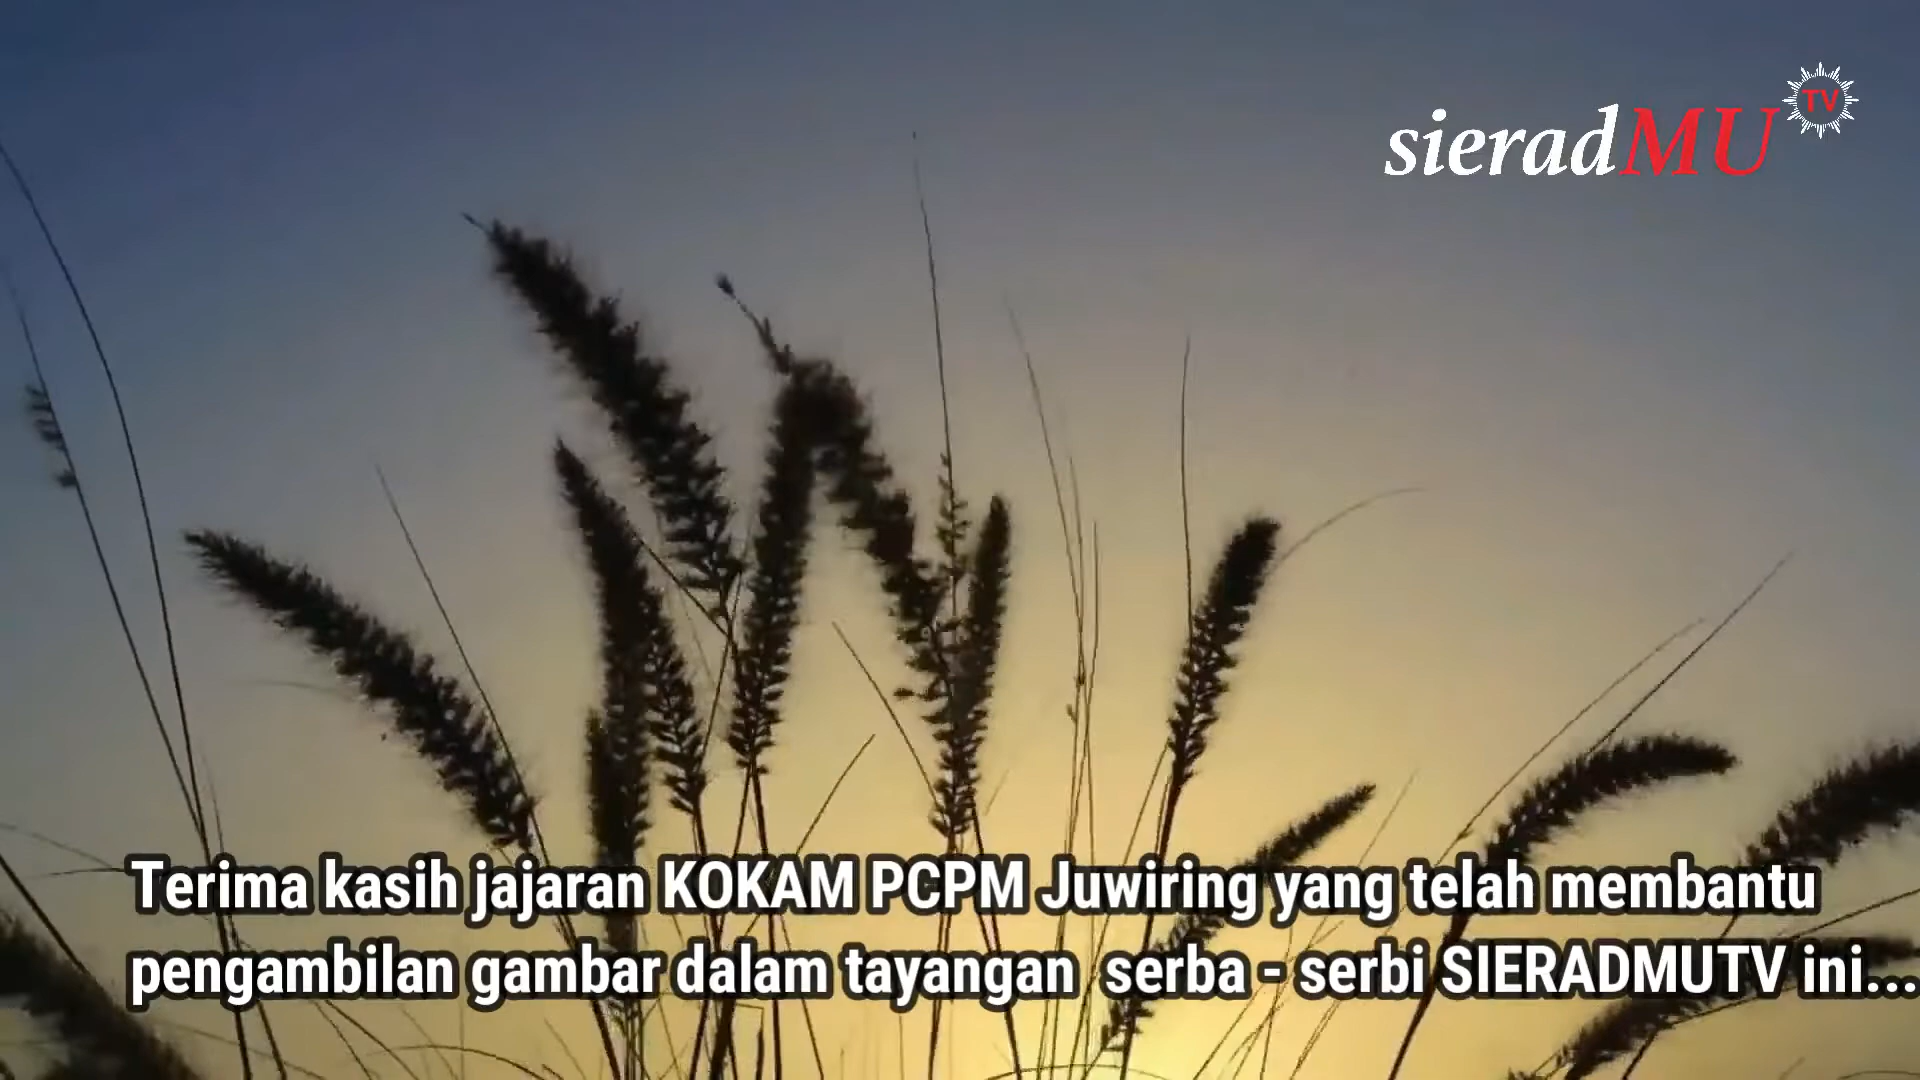 sieradMU TV
Terima kasih jajaran KOKAM PCPM Juwiring yang telah membantu
pengambilan gambar dalam tayangan serba - serbi SIERADMUTV ini...